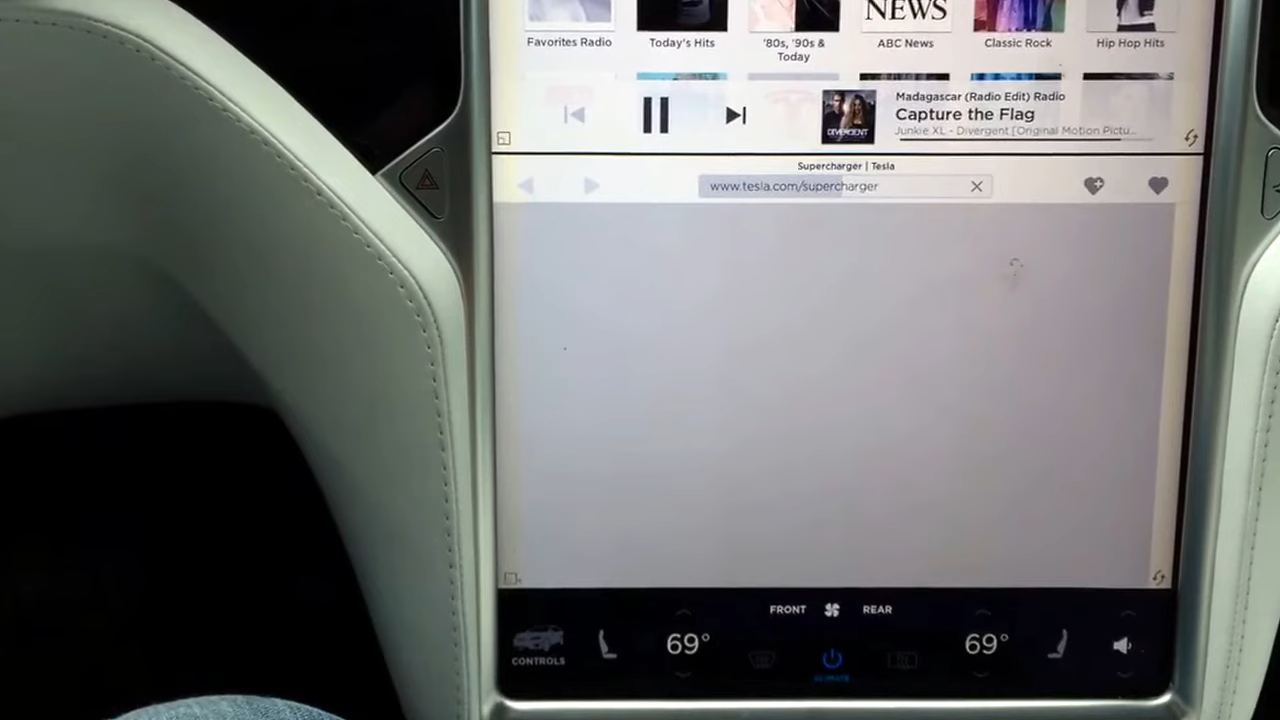 NEWS
Favorites Radio
Today's Hits
'80s, '90s &
Today
ABC News
Classic Rock
Hip Hop Hits
DIVERGENT
Madagascar (Radio Edit) Radio
Capture the Flag
Junkie XL - Divergent [Original Motion Pictu...
Supercharger | Tesla
www.tesla.com/supercharger
FRONT
REAR
CONTROLS
69°
69°
CLIMATE